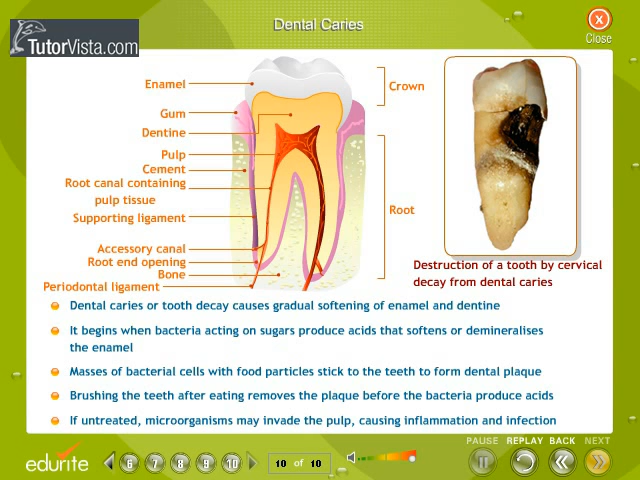 Dental Caries
TutorVista.com
Close
Enamel
Crown
Gum
Dentine
Pulp
Cement
Root canal containing
pulp tissue
Supporting ligament
Root
Accessory canal
Root end opening
Bone
Periodontal ligament
Destruction of a tooth by cervical
decay from dental caries
Dental caries or tooth decay causes gradual softening of enamel and dentine
It begins when bacteria acting on sugars produce acids that softens or demineralises
the enamel
Masses of bacterial cells with food particles stick to the teeth to form dental plaque
Brushing the teeth after eating removes the plaque before the bacteria produce acids
If untreated, microorganisms may invade the pulp, causing inflammation and infection
PAUSE REPLAY BACK NEXT
edurite 6 7 8 9 10 10 of 10